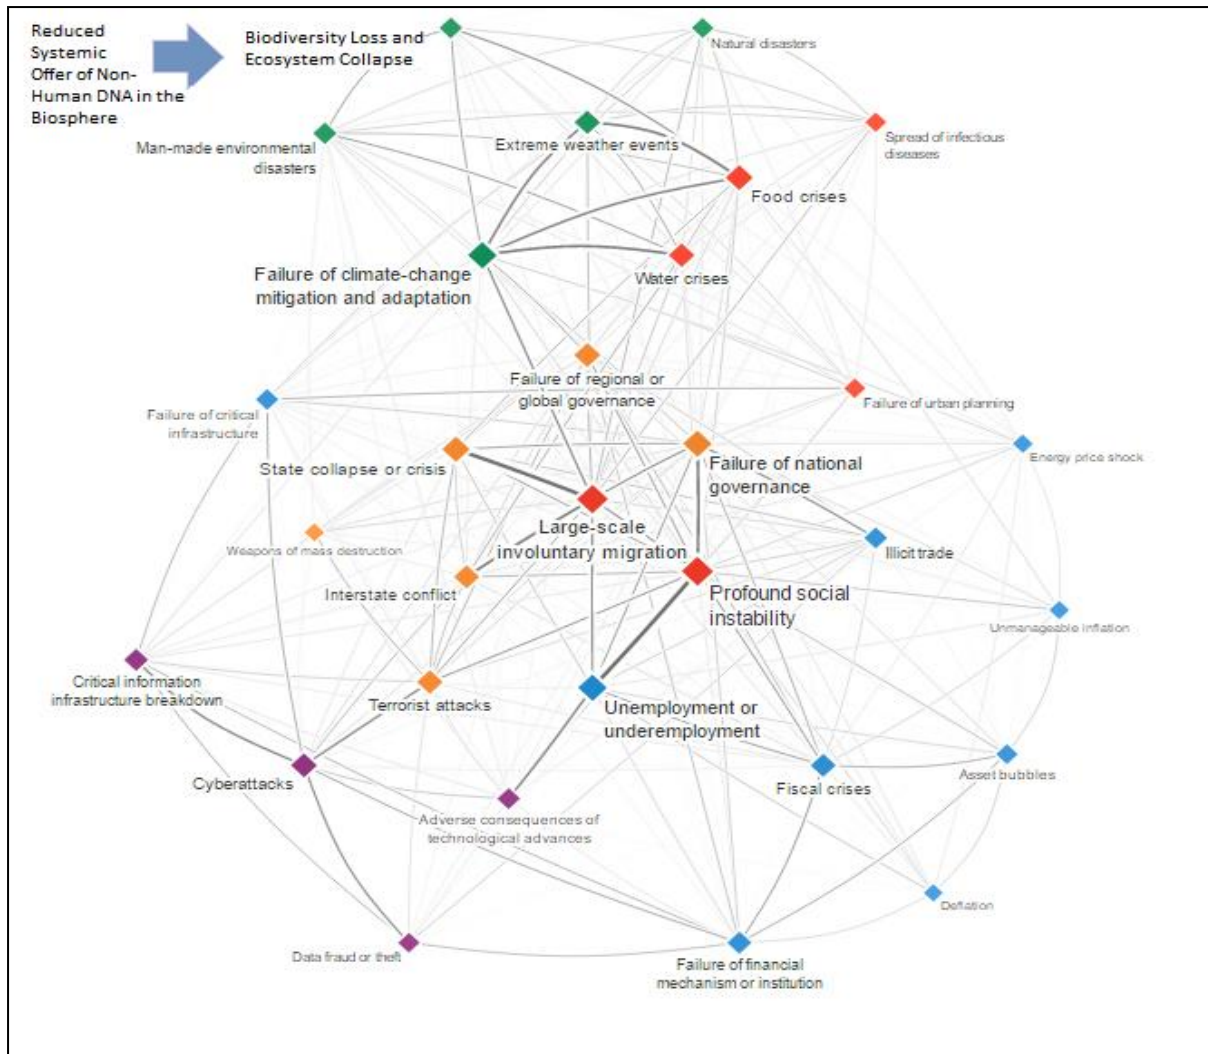 Reduced
Systemic
Offer of Non-
Human DNA in the
Biosphere
Biodiversity Loss and
Ecosystem Collapse
Natural disasters
Man-made environmental
disasters
Extreme weather events
Spread of infectious
diseases
Food crises
Failure of climate-change
mitigation and adaptation
Water crises
Failure of regional or
global governance
Failure of critical
infrastructure
Failure of urban planning
State collapse or crisis
Failure of national
governance
Energy price shock
Large-scale
involuntary migration
Weapons of mass destruction
Illicit trade
Interstate conflict
Profound social
instability
Unmanageable inflation
Critical information
infrastructure breakdown
Terrorist attacks
Unemployment or
underemployment
Cyberattacks
Fiscal crises
Asset bubbles
Adverse consequences of
technological advances
Deflation
Data fraud or theft
Failure of financial
mechanism or institution